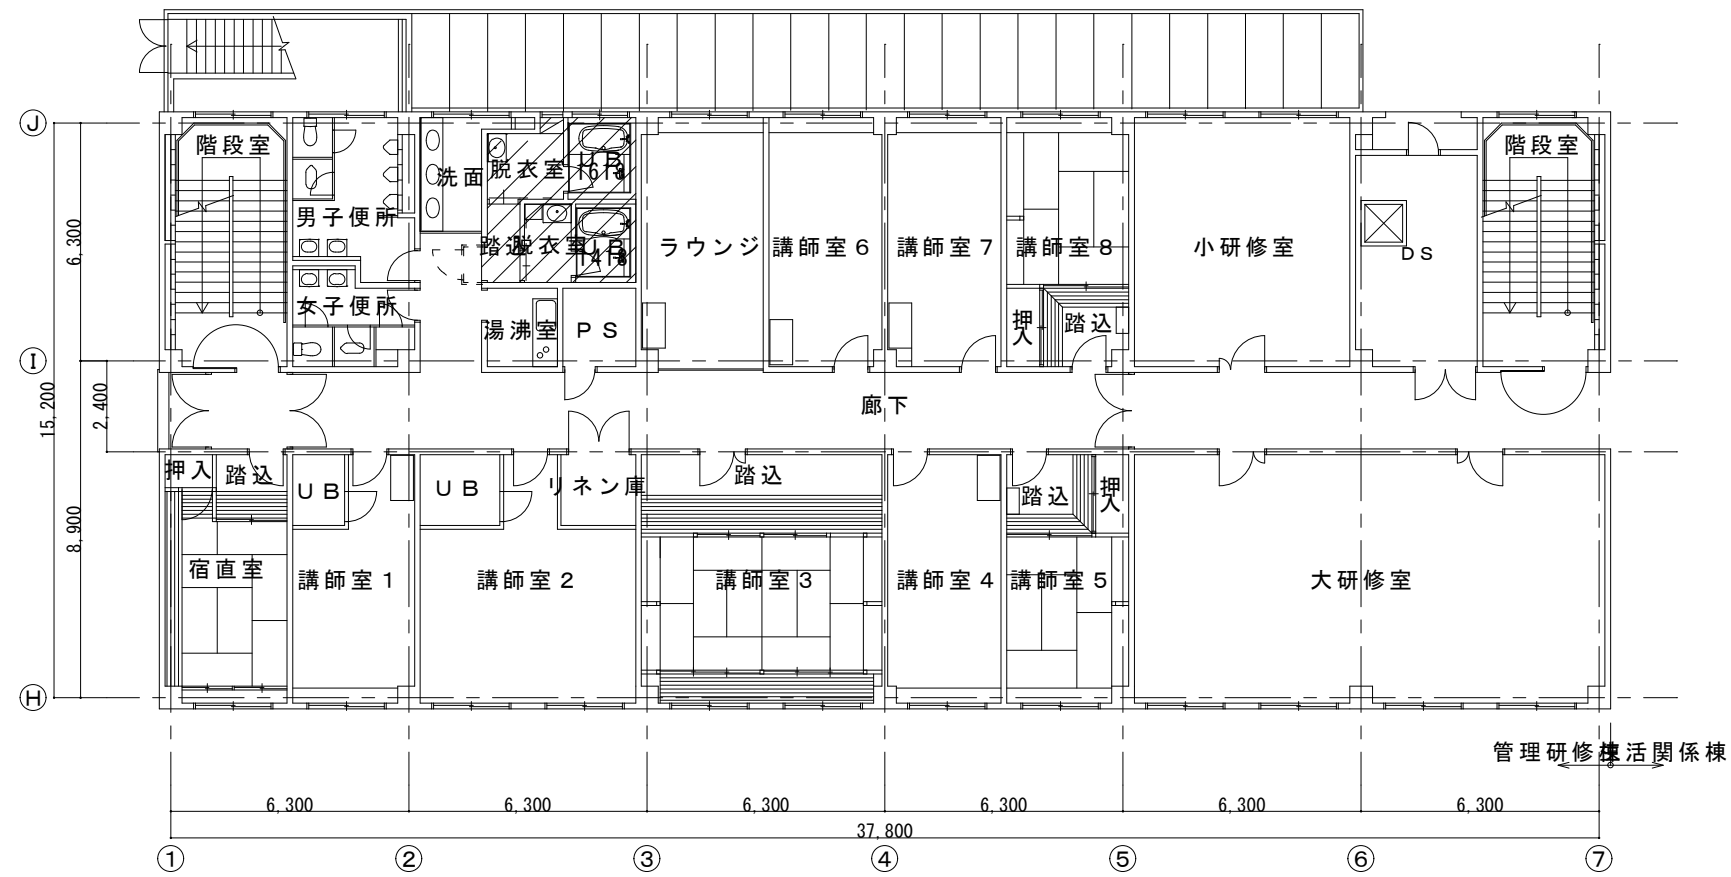 Ｊ
階段室
男子便所
女子便所
洗面
脱衣室
ＵＢ
1618
踏込
脱衣室
ＵＢ
1418
湯沸室
ＰＳ
ラウンジ
講師室６
講師室７
講師室８
押入
踏込
小研修室
ＤＳ
階段室
6,300
Ｉ
15,200
2,400
廊下
8,900
押入
踏込
宿直室
ＵＢ
講師室１
ＵＢ
リネン庫
講師室２
踏込
講師室３
講師室４
踏込
押入
講師室５
大研修室
Ｈ
管理研修棟
生活関係棟
6,300
6,300
6,300
6,300
6,300
6,300
37,800
①
②
③
④
⑤
⑥
⑦